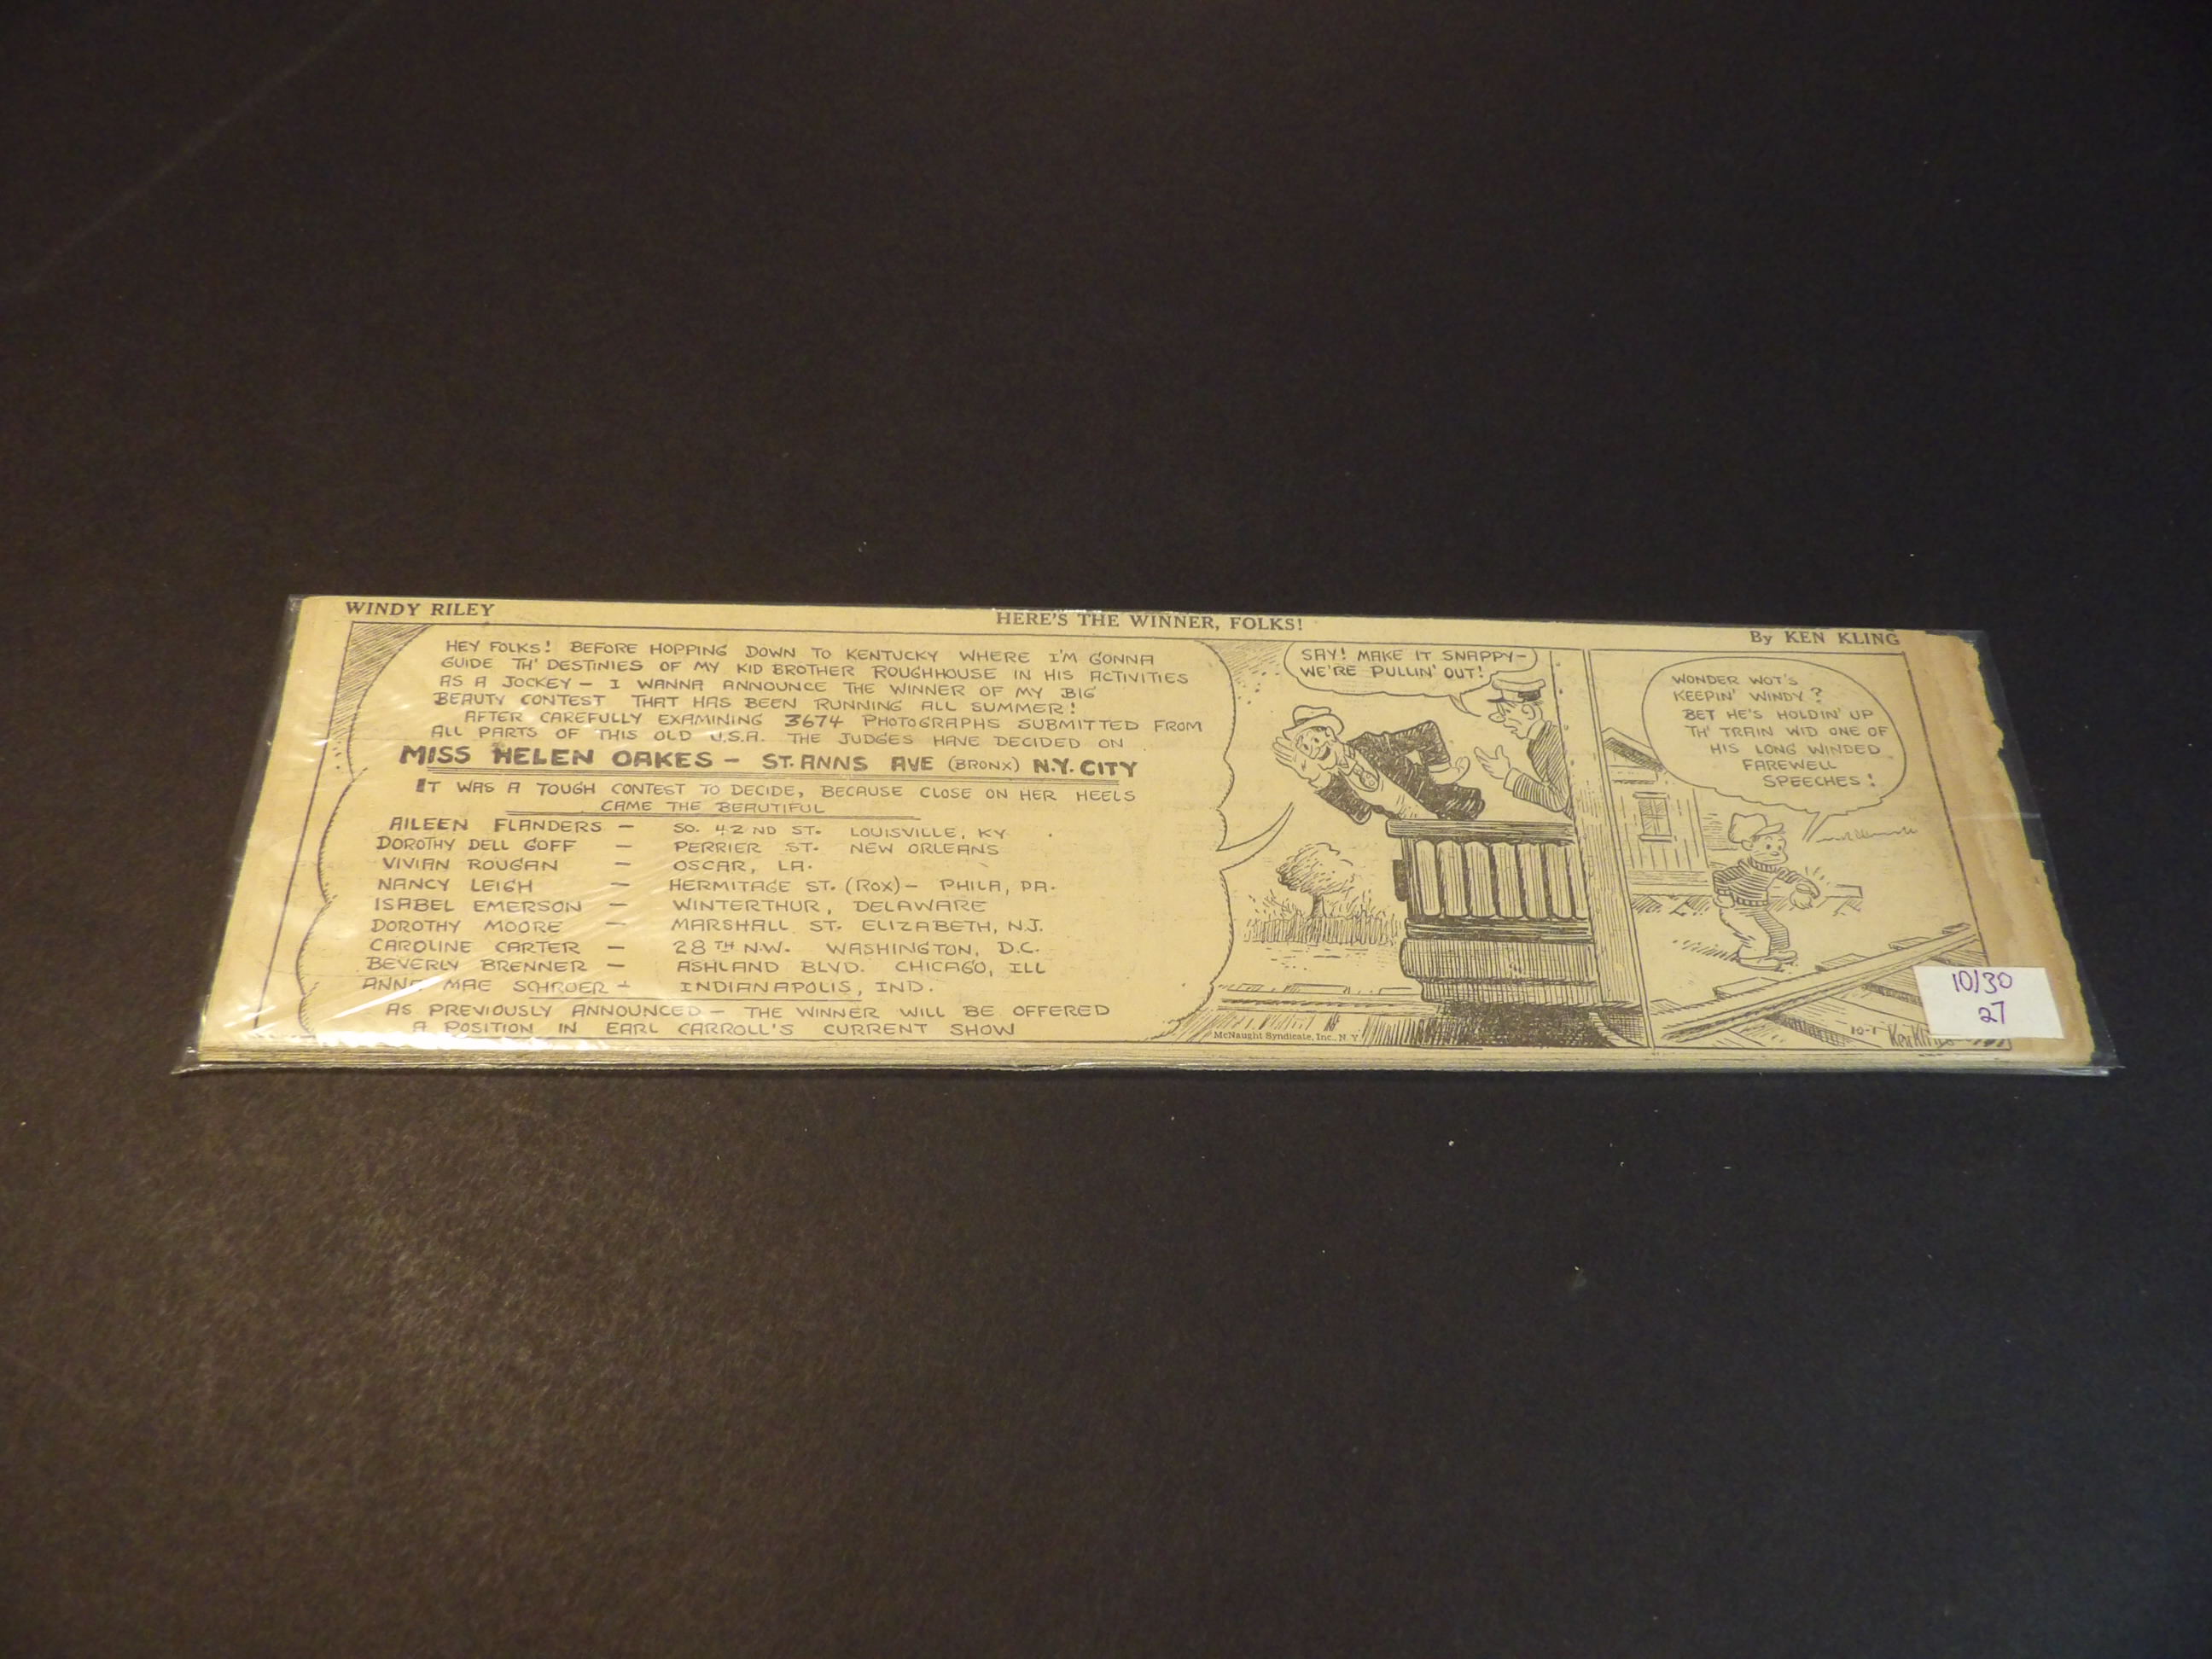 WINDY RILEY
HERE'S THE WINNER, FOLKS!
By KEN KLING
HEY FOLKS! BEFORE HOPPING DOWN TO KENTUCKY WHERE I'M GONNA
GUIDE TH' DESTINIES OF MY KID BROTHER ROUGHHOUSE IN HIS ACTIVITIES
AS A JOCKEY — I WANNA ANNOUNCE THE WINNER OF MY BIG
BEAUTY CONTEST THAT HAS BEEN RUNNING ALL SUMMER!
AFTER CAREFULLY EXAMINING 3674 PHOTOGRAPHS SUBMITTED FROM
ALL PARTS OF THIS OLD U.S.A. THE JUDGES HAVE DECIDED ON
MISS HELEN OAKES — ST. ANNS AVE (BRONX) N.Y. CITY
IT WAS A TOUGH CONTEST TO DECIDE, BECAUSE CLOSE ON HER HEELS
CAME THE BEAUTIFUL
AILEEN FLANDERS — SO. 42ND ST. LOUISVILLE, KY.
DOROTHY DELL GOFF — PERRIER ST. NEW ORLEANS
VIVIAN ROUGAN — OSCAR, LA.
NANCY LEIGH — HERMITAGE ST. (ROX) — PHILA, PA.
ISABEL EMERSON — WINTERTHUR, DELAWARE
DOROTHY MOORE — MARSHALL ST. ELIZABETH, N.J.
CAROLINE CARTER — 28TH N.W. WASHINGTON, D.C.
BEVERLY BRENNER — ASHLAND BLVD. CHICAGO, ILL
ANNA MAE SCHROER — INDIANAPOLIS, IND.
AS PREVIOUSLY ANNOUNCED — THE WINNER WILL BE OFFERED
A POSITION IN EARL CARROLL'S CURRENT SHOW
SAY! MAKE IT SNAPPY—
WE'RE PULLIN' OUT!
McNaught Syndicate, Inc., N. Y.
WONDER WOT'S
KEEPIN' WINDY?
BET HE'S HOLDIN' UP
TH' TRAIN WID ONE OF
HIS LONG WINDED
FAREWELL
SPEECHES!
10-1 Ken Kling
10/30
27